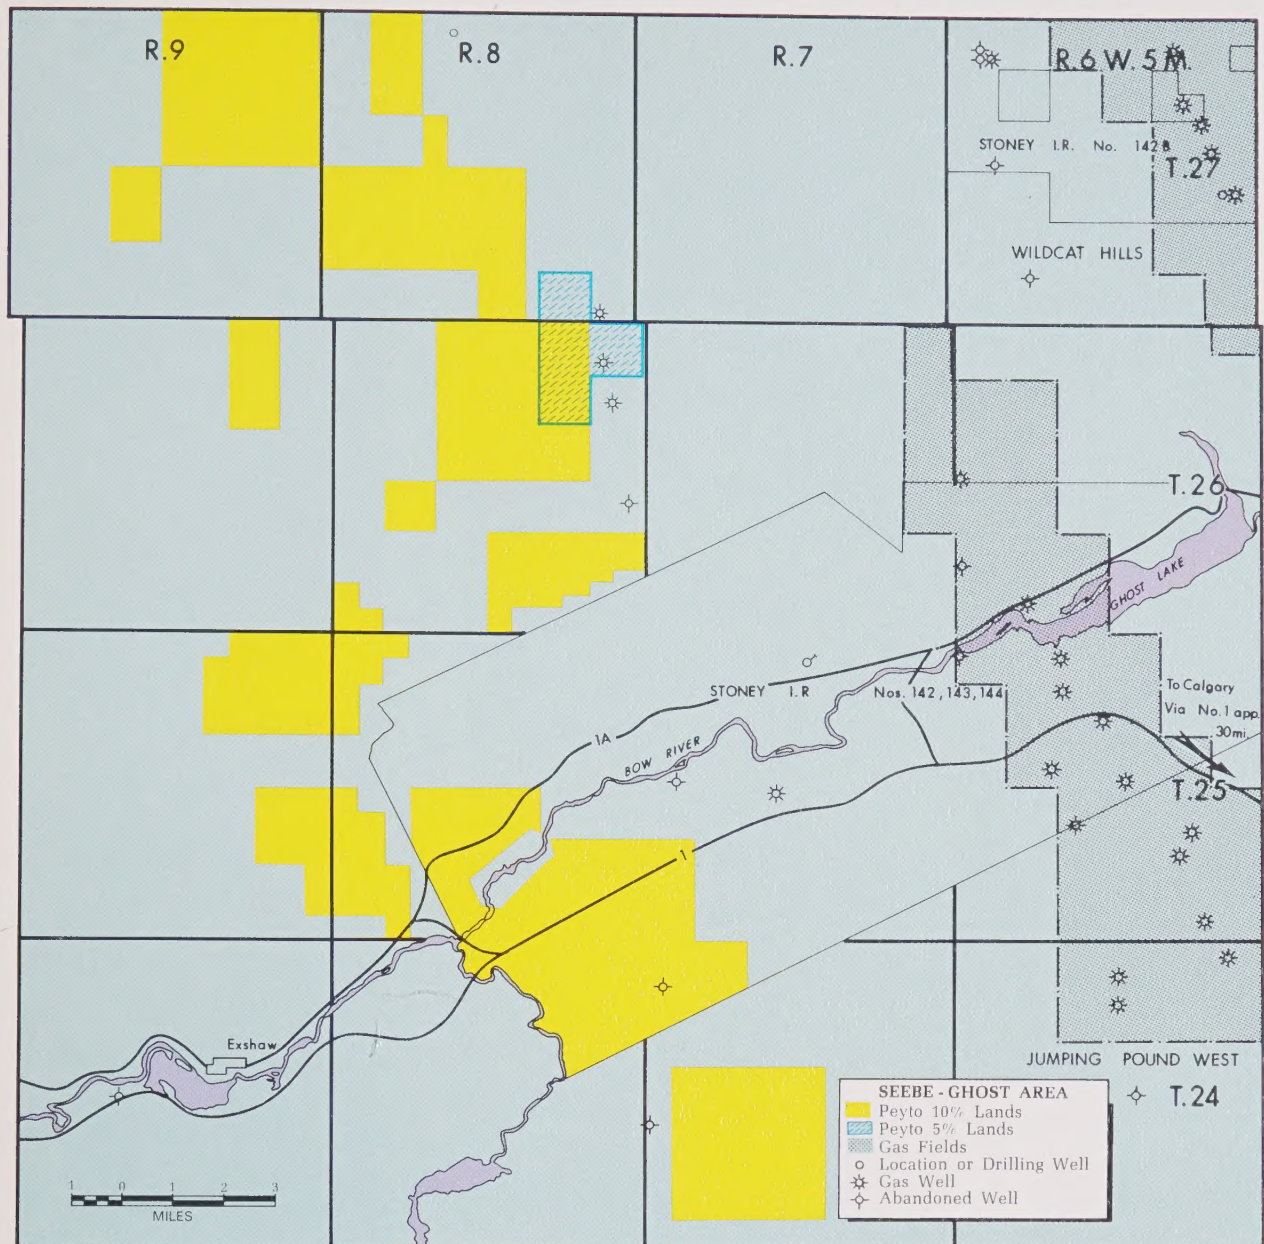 R.9
R.8
R.7
R.6 W. 5 M.
STONEY I.R. No. 142B
T.27
WILDCAT HILLS
T.26
GHOST LAKE
STONEY I.R Nos. 142, 143, 144
To Calgary
Via No.1 app.
30mi.
1A
BOW RIVER
T.25
1
Exshaw
JUMPING POUND WEST
T.24
SEEBE - GHOST AREA
Peyto 10% Lands
Peyto 5% Lands
Gas Fields
Location or Drilling Well
Gas Well
Abandoned Well
1 0 1 2 3
MILES